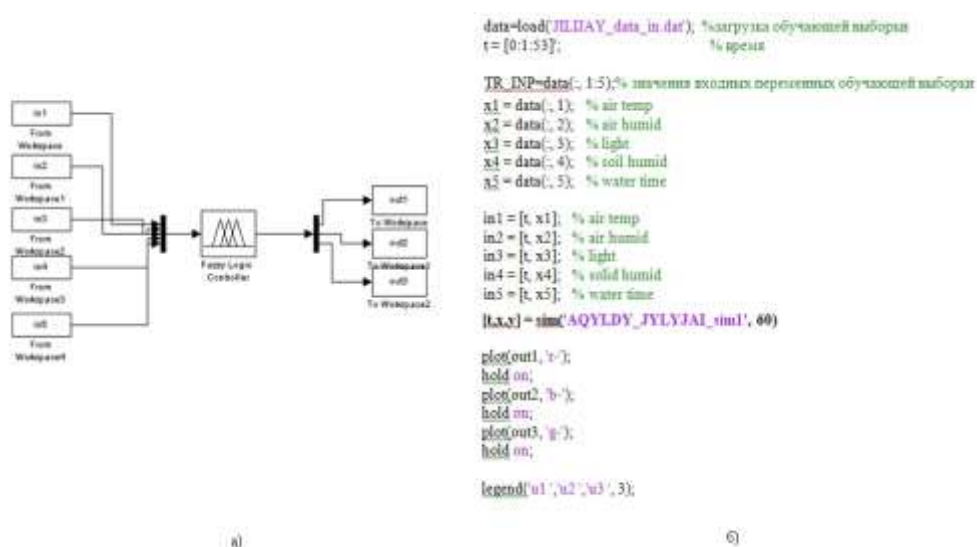 in1
From
Workspace
in2
From
Workspace1
in3
From
Workspace2
in4
From
Workspace3
in5
From
Workspace4
Fuzzy Logic
Controller
out1
To Workspace
out2
To Workspace1
out3
To Workspace2
а)
data=load('JILIJAY_data_in.dat'); %загрузка обучающей выборки
t = [0:1:53]'; % время
TR_INP=data(:, 1:5);% значения входных переменных обучающей выборки
x1 = data(:, 1); % air temp
x2 = data(:, 2); % air humid
x3 = data(:, 3); % light
x4 = data(:, 4); % soil humid
x5 = data(:, 5); % water time
in1 = [t, x1]; % air temp
in2 = [t, x2]; % air humid
in3 = [t, x3]; % light
in4 = [t, x4]; % solid humid
in5 = [t, x5]; % water time
[t,x,y] = sim('AQYLDY_JYLYJAI_sim1', 60)
plot(out1, 'r-');
hold on;
plot(out2, 'b-');
hold on;
plot(out3, 'g-');
hold on;
legend('u1 ','u2 ','u3 ', 3);
б)